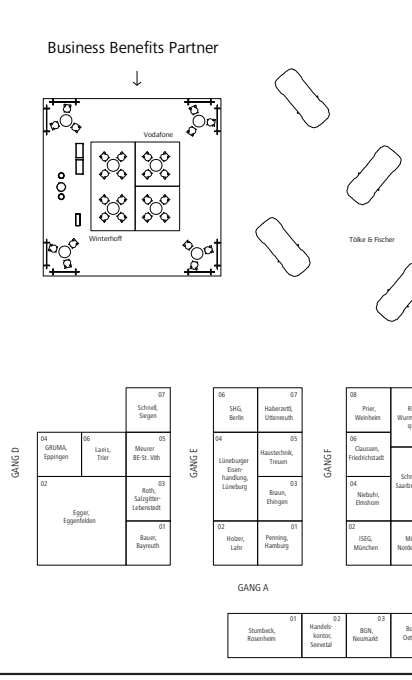 Business Benefits Partner
Vodafone
Winterhoff
Tölke & Fischer
07
Schnell,
Siegen
04
GRUMA,
Eppingen
06
Laeis,
Trier
05
Meurer
BE-St. Vith
02
Egger,
Eggenfelden
03
Roth,
Salzgitter-
Lebenstedt
01
Bauer,
Bayreuth
GANG D
GANG E
06
SHG,
Berlin
07
Haberzettl,
Uttenreuth
04
Lüneburger
Eisen-
handlung,
Lüneburg
05
Haustechnik,
Treuen
03
Braun,
Ehingen
02
Holzer,
Lahr
01
Penning,
Hamburg
GANG F
08
Prier,
Weinheim
06
Claussen,
Friedrichstadt
04
Niebuhr,
Elmshorn
02
ISEG,
München
GANG A
01
Stumbeck,
Rosenheim
02
Handels-
kontor,
Seevetal
03
BGN,
Neumarkt